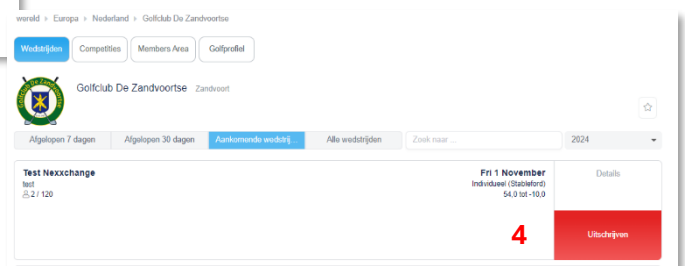 wereld › Europa › Nederland › Golfclub De Zandvoortse
Wedstrijden Competities Members Area Golfprofiel
Golfclub De Zandvoortse Zandvoort
Afgelopen 7 dagen Afgelopen 30 dagen Aankomende wedstrij... Alle wedstrijden Zoek naar ... 2024
Test Nexxchange Fri 1 November Details
test Individueel (Stableford)
2 / 120 54,0 tot -10,0
4 Uitschrijven